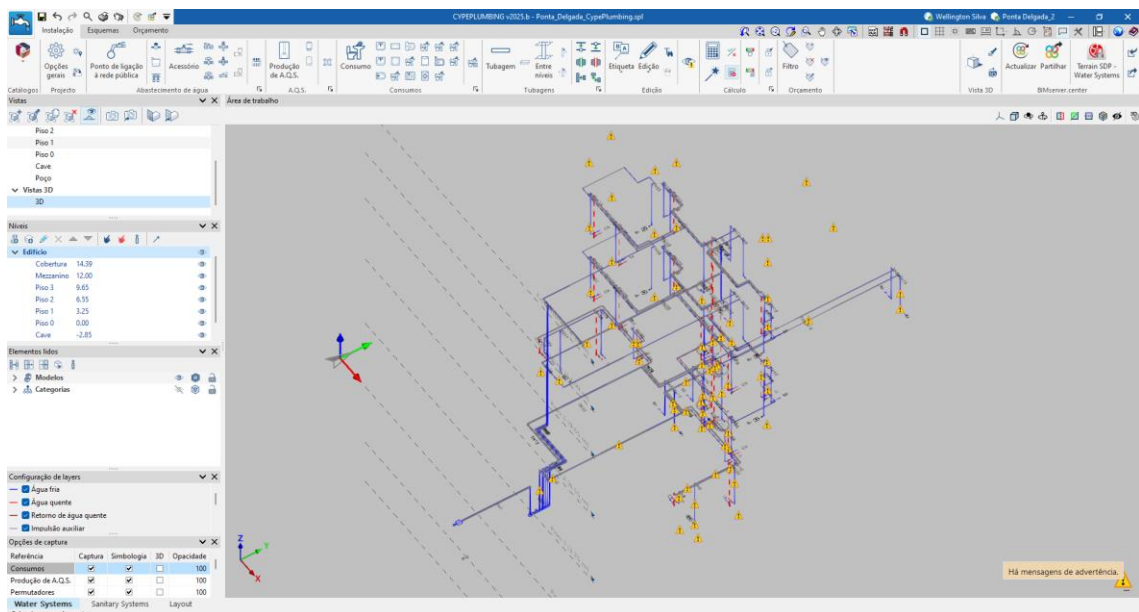 CYPEPLUMBING v2025.b - Ponta_Delgada_CypePlumbing.spl
Wellington Silva
Ponta Delgada_2
Instalação
Esquemas
Orçamento
Opções gerais
Ponto de ligação à rede pública
Acessório
Produção de A.Q.S.
Consumo
Tubagem
Entre níveis
Etiqueta
Edição
Filtro
Actualizar
Partilhar
Terrain SDP - Water Systems
Catálogos
Projecto
Abastecimento de água
A.Q.S.
Consumos
Tubagens
Edição
Cálculo
Orçamento
Vista 3D
BIMserver.center
Vistas
Área de trabalho
Piso 2
Piso 1
Piso 0
Cave
Poço
Vistas 3D
3D
Níveis
Edifício
Cobertura 14.39
Mezzanino 12.00
Piso 3 9.65
Piso 2 6.55
Piso 1 3.25
Piso 0 0.00
Cave -2.85
Elementos lidos
Modelos
Categorias
Configuração de layers
Água fria
Água quente
Retorno de água quente
Impulsão auxiliar
Opções de captura
Referência Captura Simbologia 3D Opacidade
Consumos 100
Produção de A.Q.S. 100
Permutadores 100
Water Systems Sanitary Systems Layout
Z
Y
X
Há mensagens de advertência.